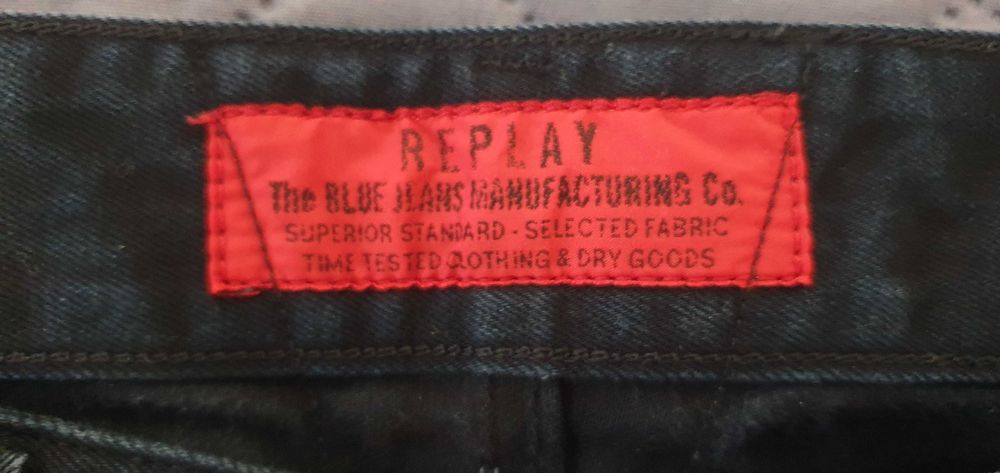 REPLAY
The BLUE JEANS MANUFACTURING Co.
SUPERIOR STANDARD - SELECTED FABRIC
TIME TESTED CLOTHING & DRY GOODS